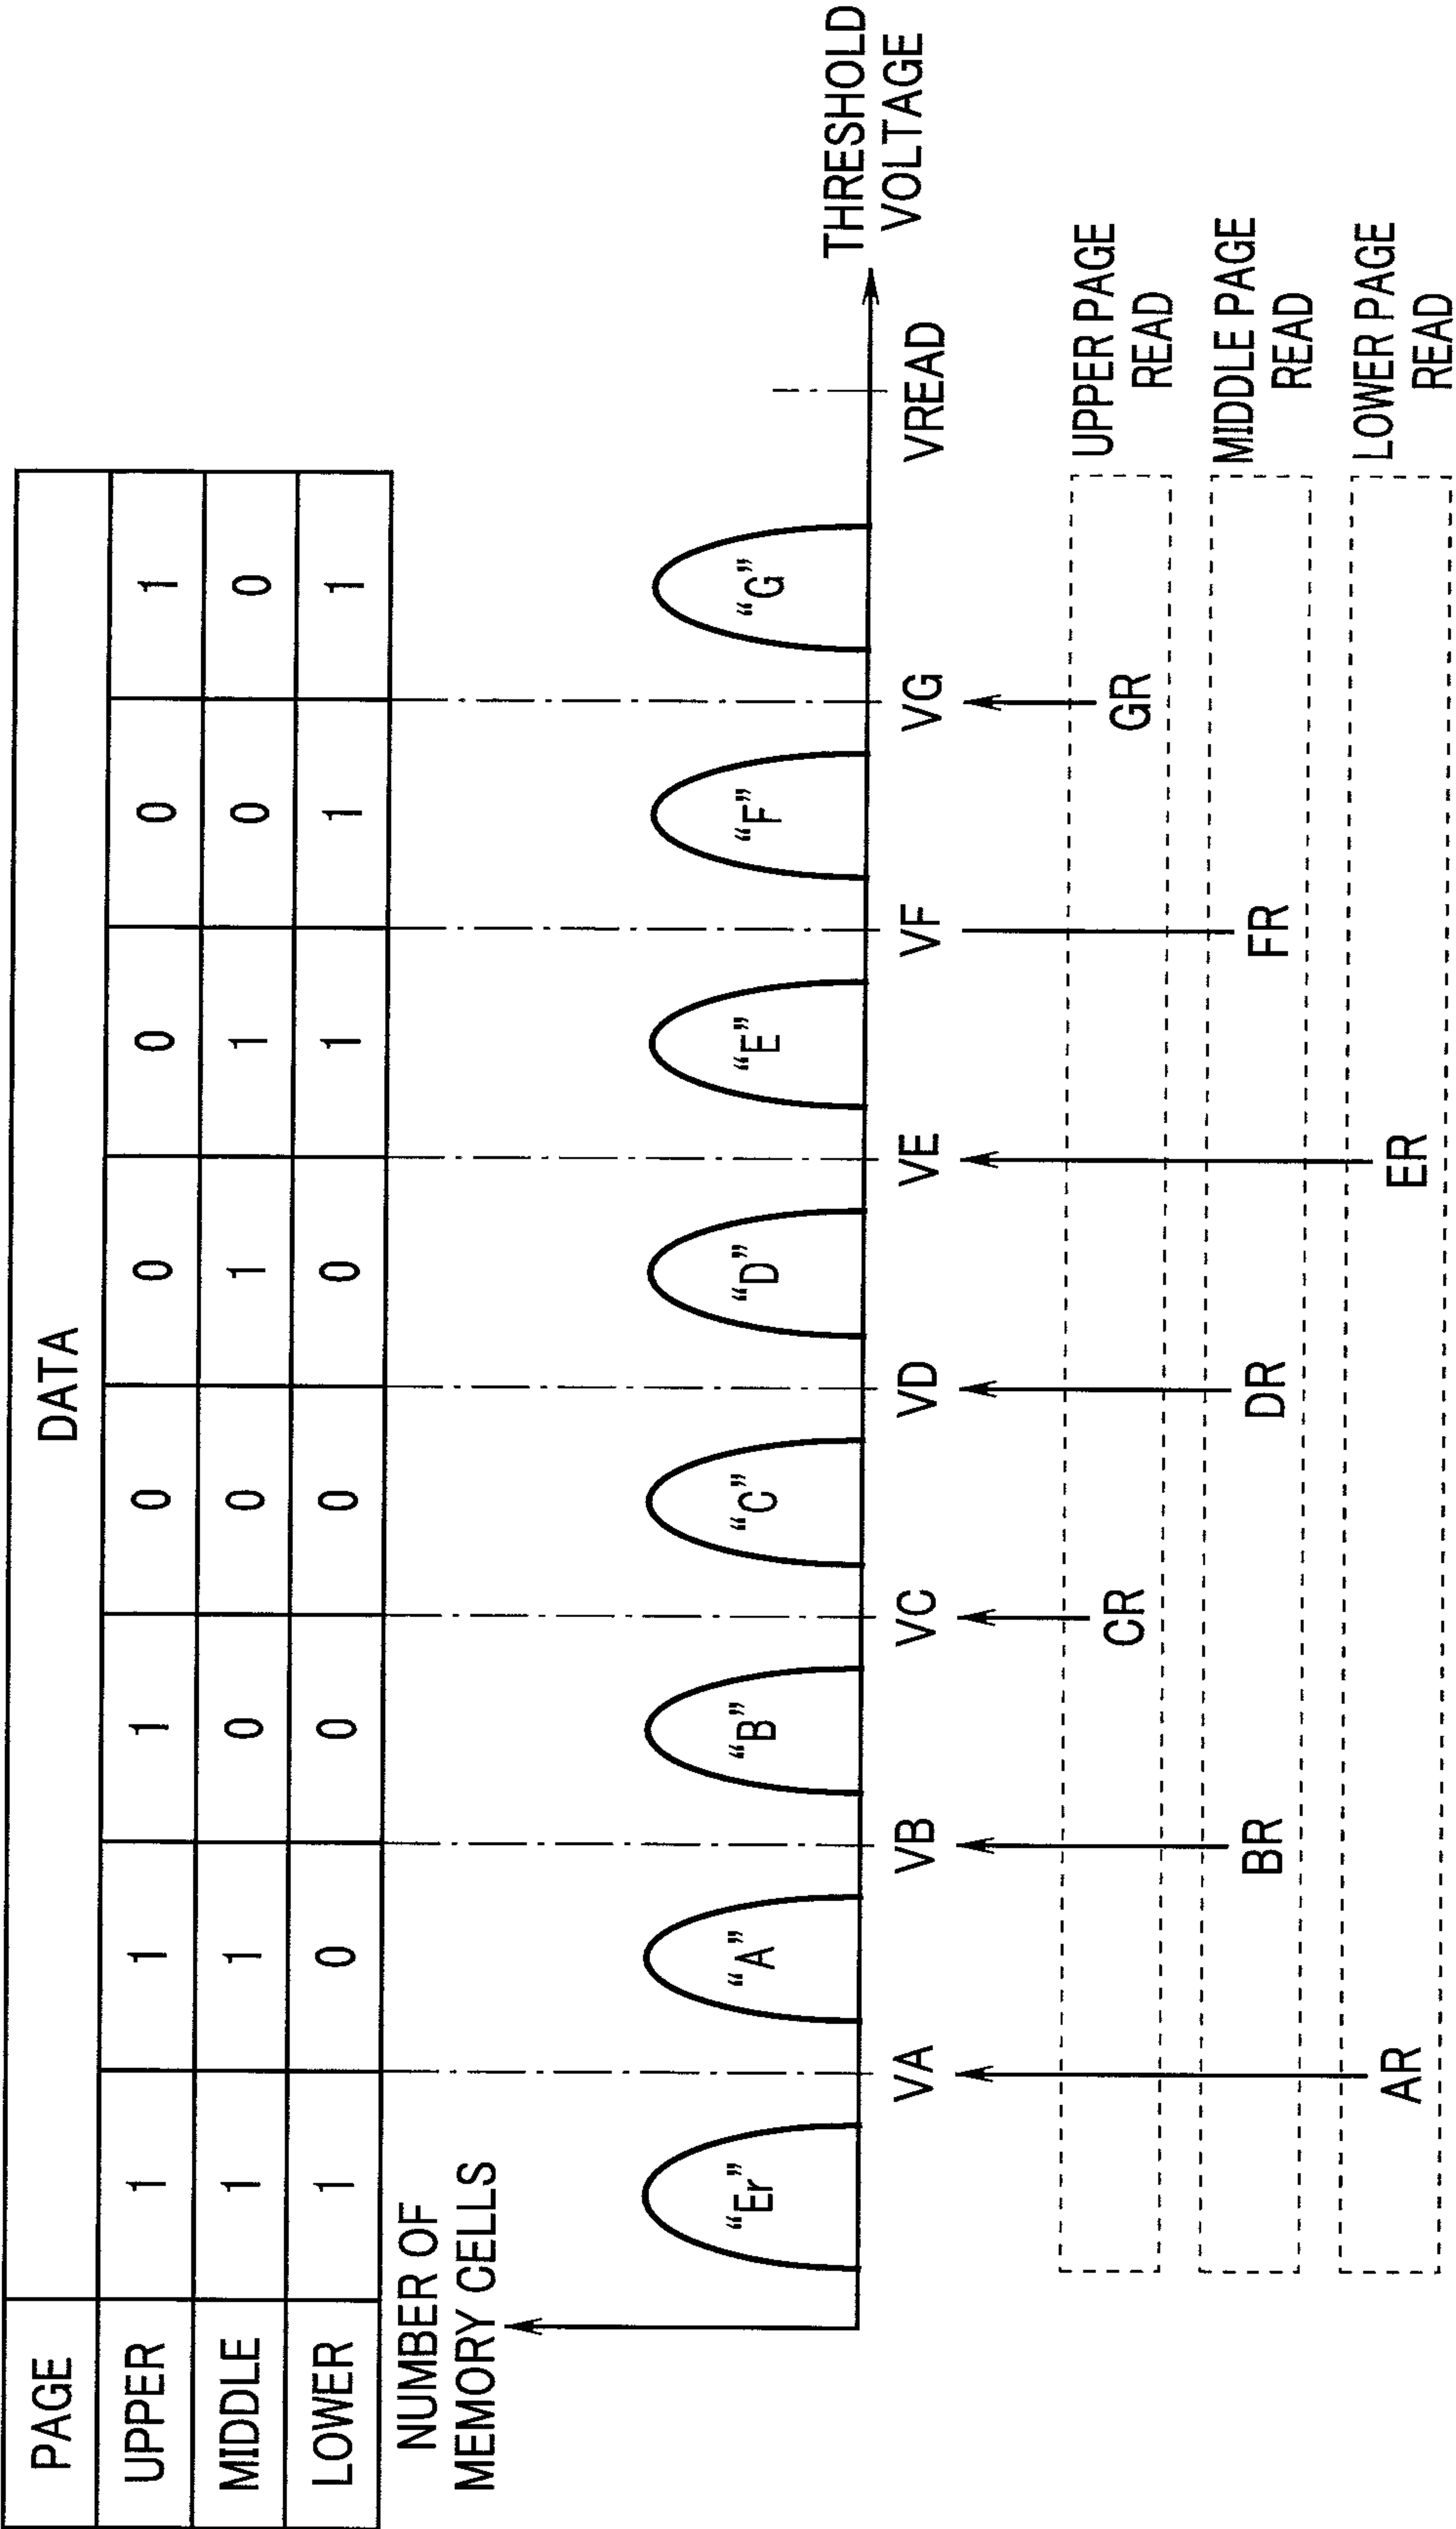 PAGE DATA
UPPER 1 1 1 0 0 0 0 1
MIDDLE 1 1 0 0 1 1 0 0
LOWER 1 0 0 0 0 1 1 1
NUMBER OF
MEMORY CELLS
“Er” “A” “B” “C” “D” “E” “F” “G”
THRESHOLD
VOLTAGE
VA VB VC VD VE VF VG VREAD
UPPER PAGE
READ
CR GR
MIDDLE PAGE
READ
BR DR FR
LOWER PAGE
READ
AR ER